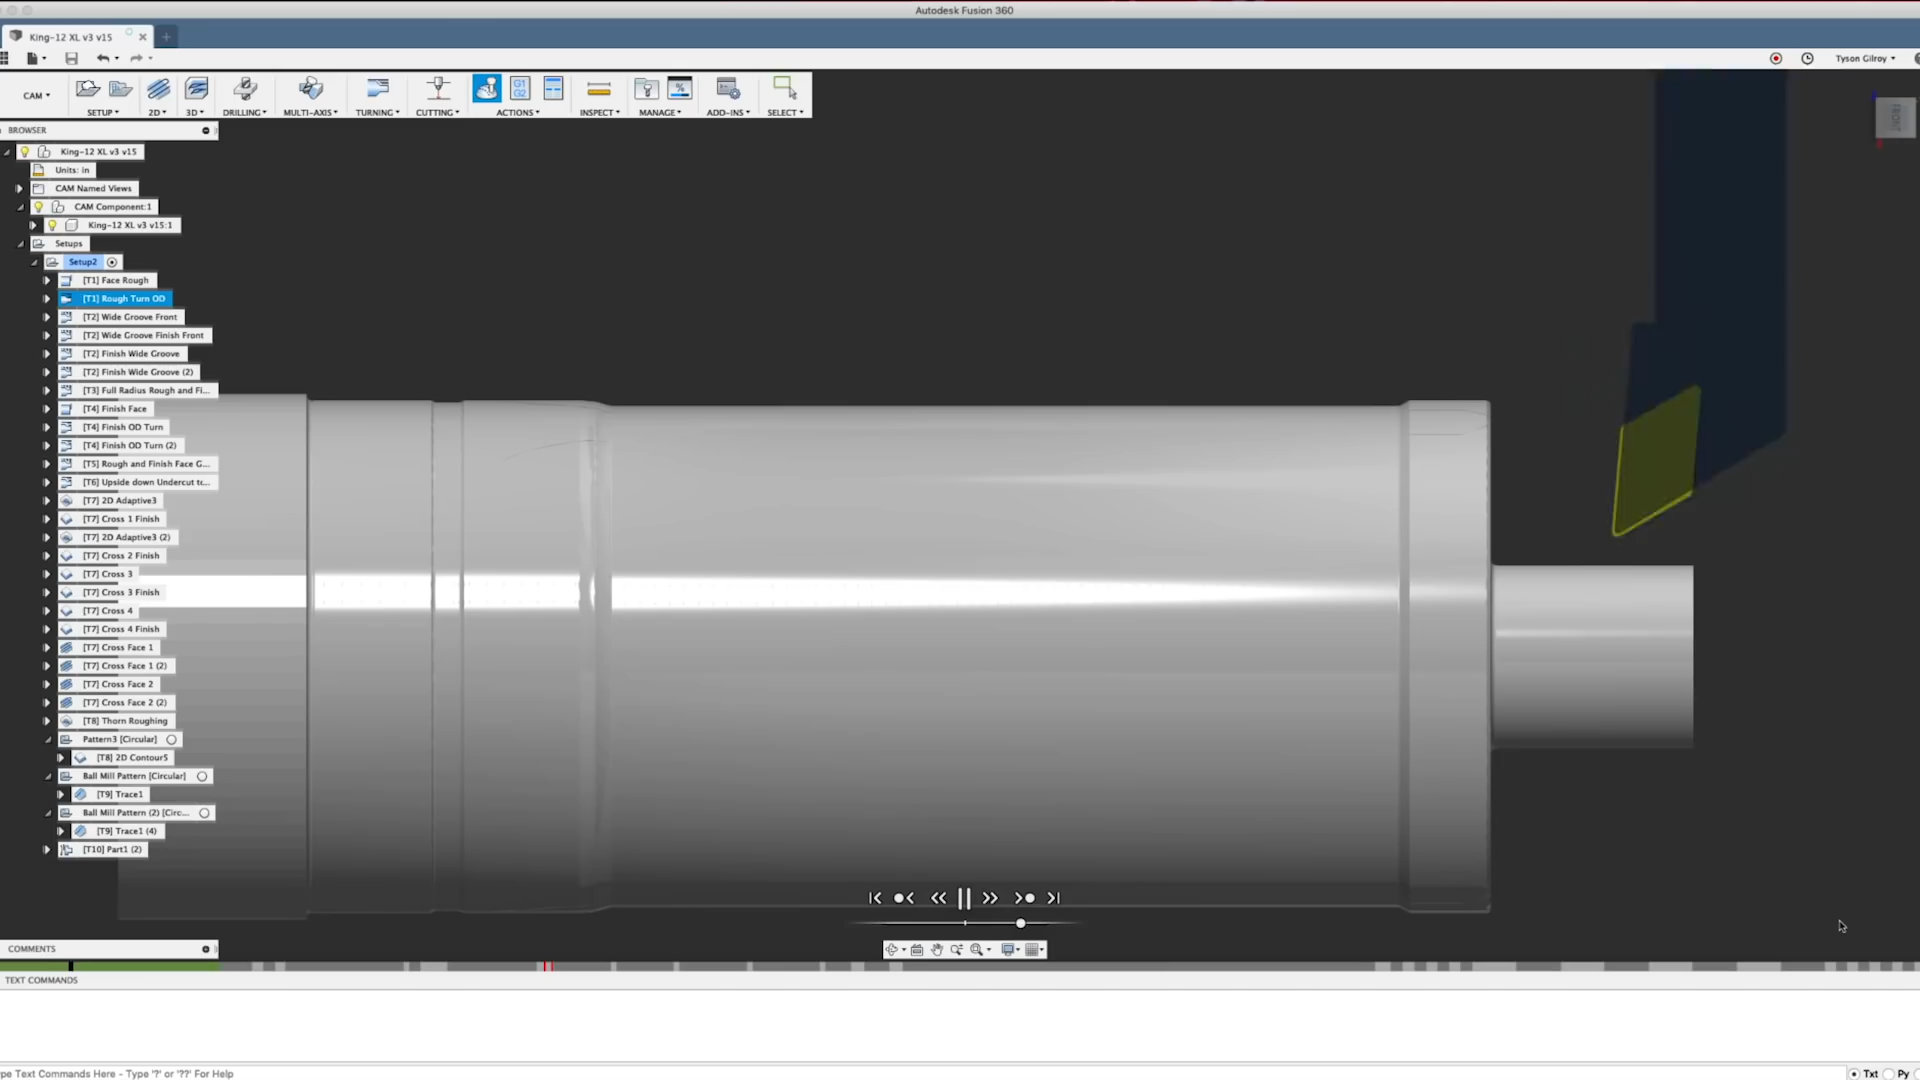 Autodesk Fusion 360
King-12 XL v3 v15
Tyson Gilroy
CAM
G1
G2
%
SETUP
2D
3D
DRILLING
MULTI-AXIS
TURNING
CUTTING
ACTIONS
INSPECT
MANAGE
ADD-INS
SELECT
FRONT
BROWSER
King-12 XL v3 v15
Units: in
CAM Named Views
CAM Component:1
King-12 XL v3 v15:1
Setups
Setup2
[T1] Face Rough
[T1] Rough Turn OD
[T2] Wide Groove Front
[T2] Wide Groove Finish Front
[T2] Finish Wide Groove
[T2] Finish Wide Groove (2)
[T3] Full Radius Rough and Fi...
[T4] Finish Face
[T4] Finish OD Turn
[T4] Finish OD Turn (2)
[T5] Rough and Finish Face G...
[T6] Upside down Undercut to...
[T7] 2D Adaptive3
[T7] Cross 1 Finish
[T7] 2D Adaptive3 (2)
[T7] Cross 2 Finish
[T7] Cross 3
[T7] Cross 3 Finish
[T7] Cross 4
[T7] Cross 4 Finish
[T7] Cross Face 1
[T7] Cross Face 1 (2)
[T7] Cross Face 2
[T7] Cross Face 2 (2)
[T8] Thorn Roughing
Pattern3 [Circular]
[T8] 2D Contour5
Ball Mill Pattern [Circular]
[T9] Trace1
Ball Mill Pattern (2) [Circ...
[T9] Trace1 (4)
[T10] Part1 (2)
COMMENTS
TEXT COMMANDS
pe Text Commands Here - Type '?' or '??' For Help
Txt
Py